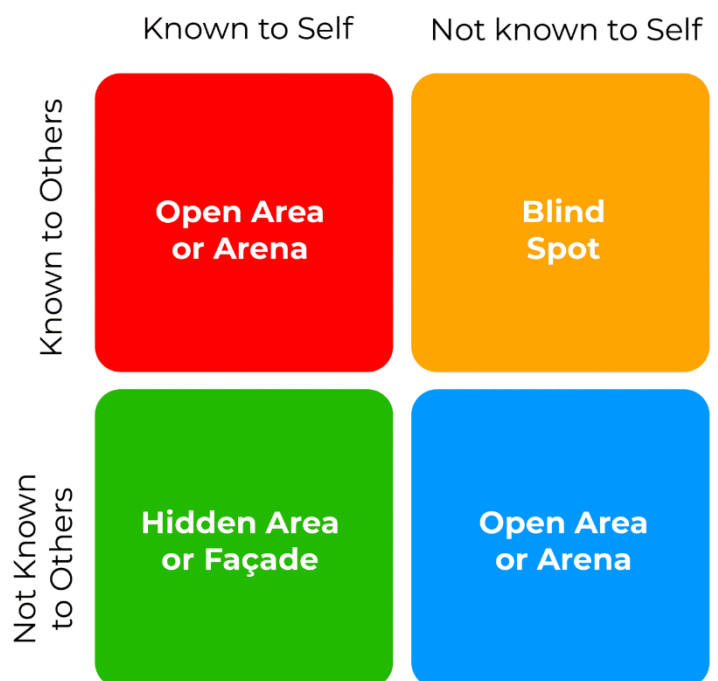 Known to Self
Not known to Self
Known to Others
Open Area
or Arena
Blind
Spot
Not Known
to Others
Hidden Area
or Façade
Open Area
or Arena